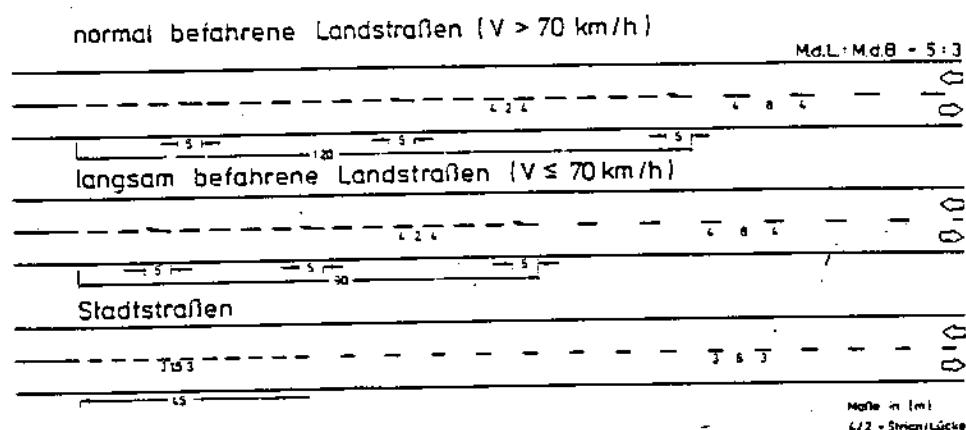 normal befahrene Landstraßen (V > 70 km/h)
M.d.L : M.d.B - 5 : 3
4 2 4 4 8 4
5 5 5
120
langsam befahrene Landstraßen (V ≤ 70 km/h)
4 2 4 4 8 4
5 5 5
90
Stadtstraßen
3 1,5 3 3 6 3
45
Maße in [m]
4/2 - Strich/Lücke